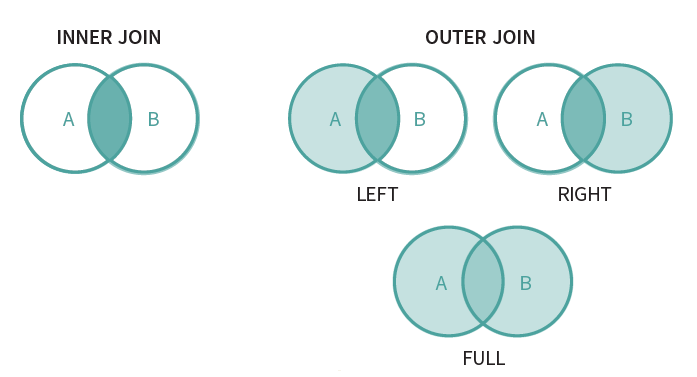 INNER JOIN
OUTER JOIN
A B
A B
A B
LEFT
RIGHT
A B
FULL